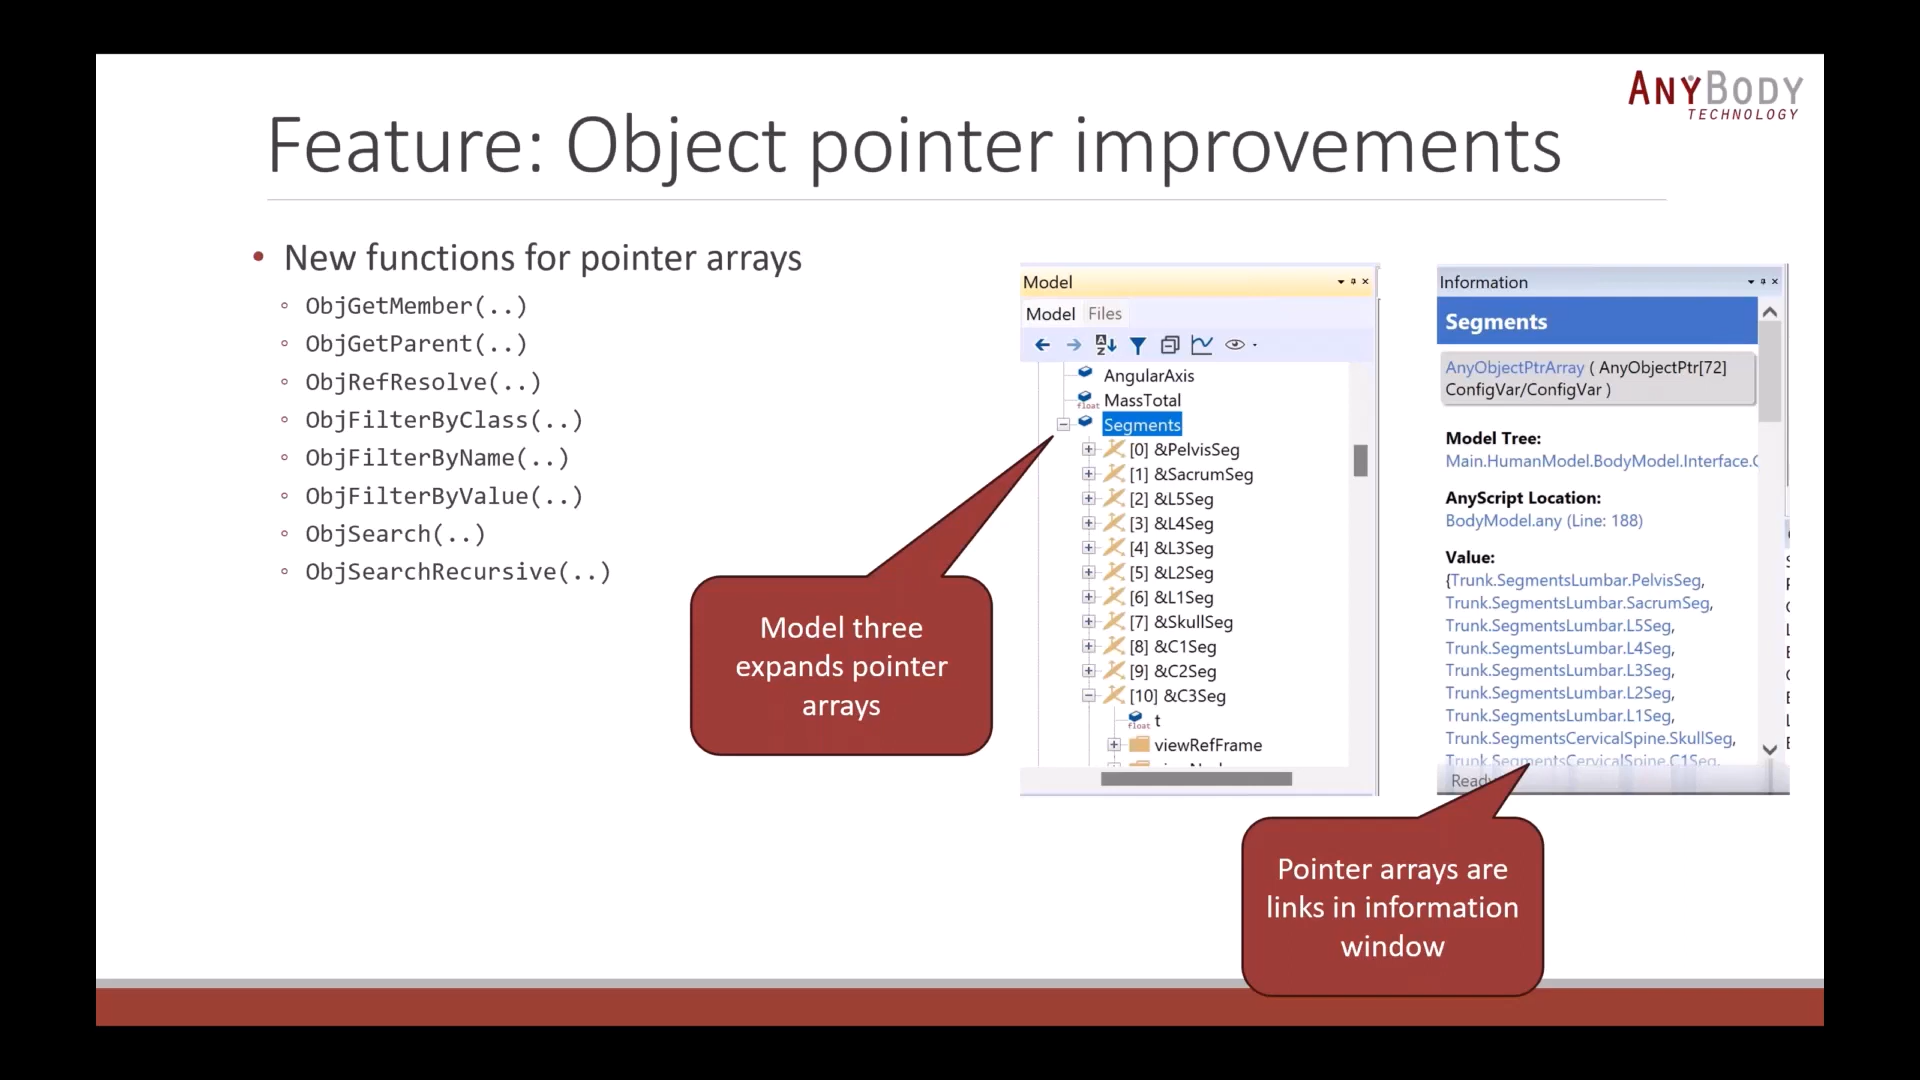 ANYBODY
TECHNOLOGY
Feature: Object pointer improvements
• New functions for pointer arrays
◦ ObjGetMember(..)
◦ ObjGetParent(..)
◦ ObjRefResolve(..)
◦ ObjFilterByClass(..)
◦ ObjFilterByName(..)
◦ ObjFilterByValue(..)
◦ ObjSearch(..)
◦ ObjSearchRecursive(..)
Model three
expands pointer
arrays
Model
Model Files
AngularAxis
float MassTotal
Segments
[0] &PelvisSeg
[1] &SacrumSeg
[2] &L5Seg
[3] &L4Seg
[4] &L3Seg
[5] &L2Seg
[6] &L1Seg
[7] &SkullSeg
[8] &C1Seg
[9] &C2Seg
[10] &C3Seg
float t
viewRefFrame
Information
Segments
AnyObjectPtrArray ( AnyObjectPtr[72]
ConfigVar/ConfigVar )
Model Tree:
Main.HumanModel.BodyModel.Interface.
AnyScript Location:
BodyModel.any (Line: 188)
Value:
{Trunk.SegmentsLumbar.PelvisSeg,
Trunk.SegmentsLumbar.SacrumSeg,
Trunk.SegmentsLumbar.L5Seg,
Trunk.SegmentsLumbar.L4Seg,
Trunk.SegmentsLumbar.L3Seg,
Trunk.SegmentsLumbar.L2Seg,
Trunk.SegmentsLumbar.L1Seg,
Trunk.SegmentsCervicalSpine.SkullSeg,
Trunk.SegmentsCervicalSpine.C1Seg,
Ready
Pointer arrays are
links in information
window